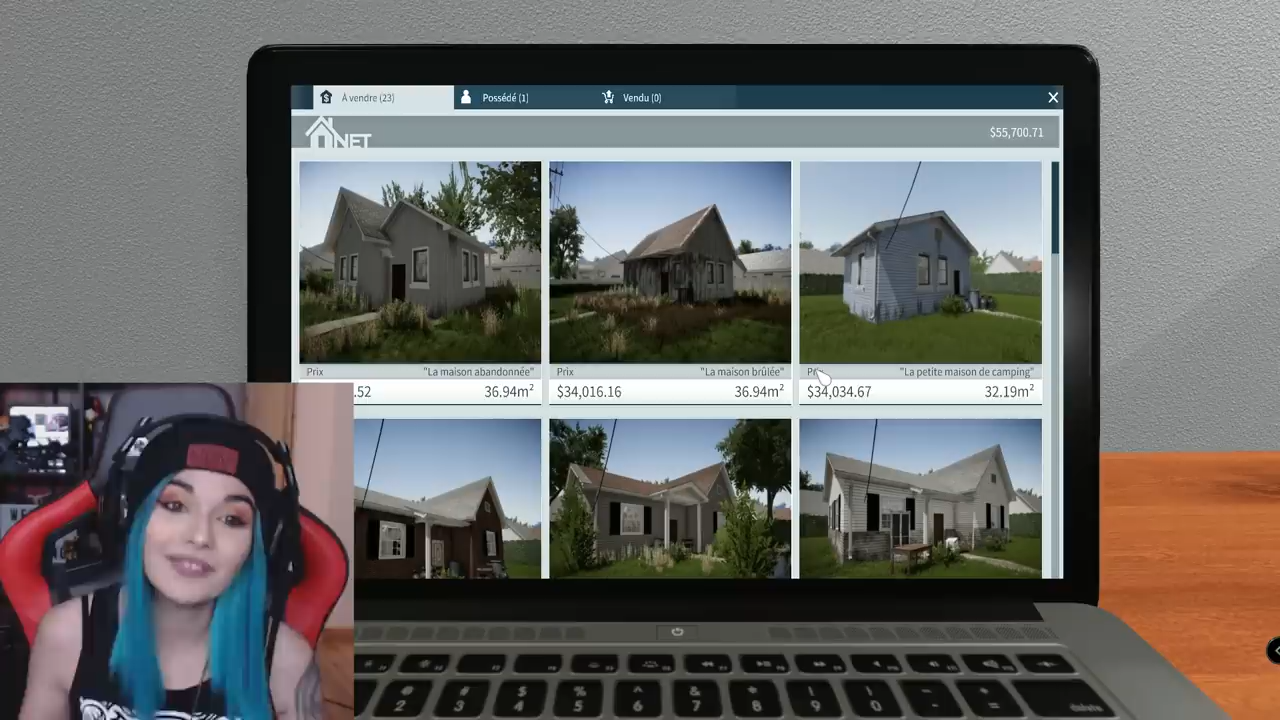 À vendre (23)
Possédé (1)
Vendu (0)
NET
$55,700.71
Prix
"La maison abandonnée"
Prix
"La maison brûlée"
"La petite maison de camping"
.52
36.94m²
$34,016.16
36.94m²
$34,034.67
32.19m²